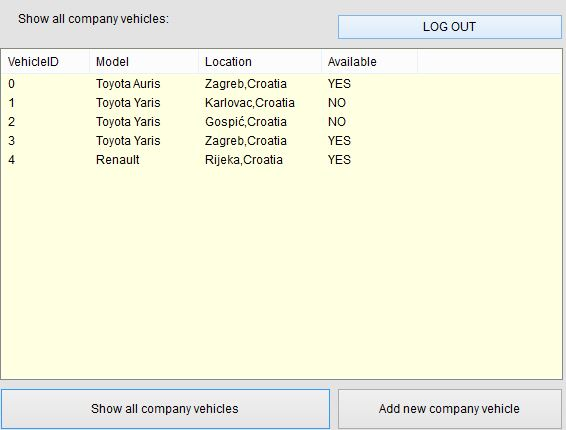 Show all company vehicles:
LOG OUT
VehicleID Model Location Available
0 Toyota Auris Zagreb,Croatia YES
1 Toyota Yaris Karlovac,Croatia NO
2 Toyota Yaris Gospić,Croatia NO
3 Toyota Yaris Zagreb,Croatia YES
4 Renault Rijeka,Croatia YES
Show all company vehicles Add new company vehicle